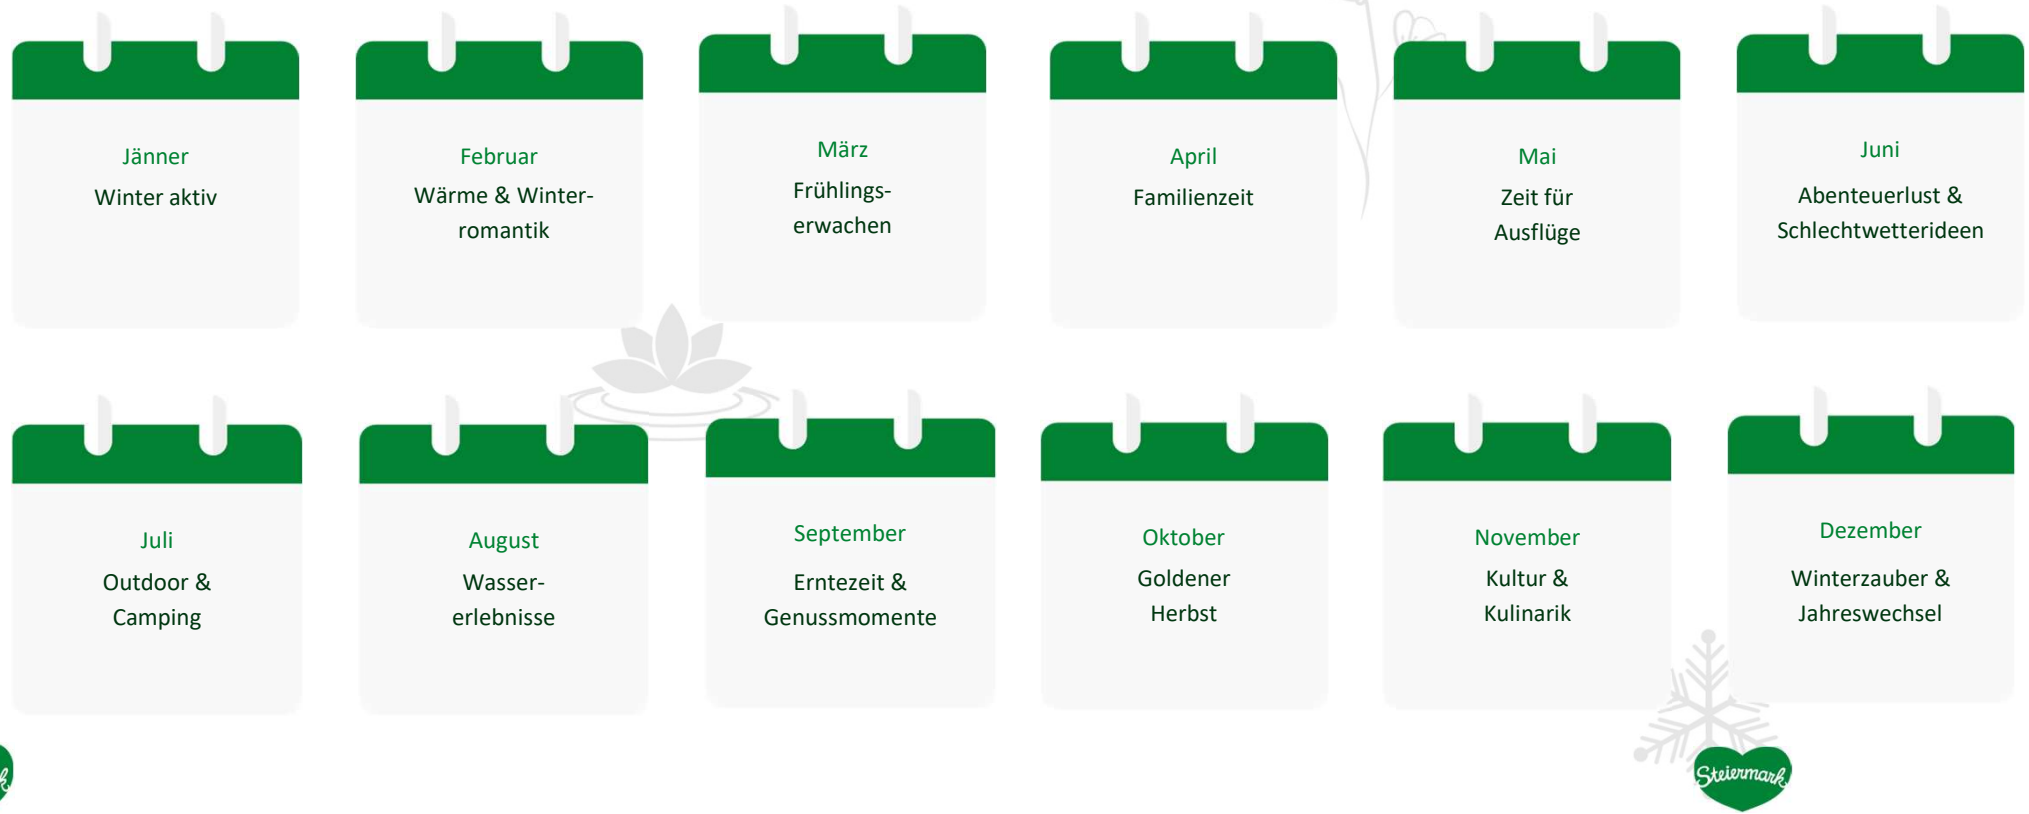 Jänner
Winter aktiv
Februar
Wärme & Winter-
romantik
März
Frühlings-
erwachen
April
Familienzeit
Mai
Zeit für
Ausflüge
Juni
Abenteuerlust &
Schlechtwetterideen
Juli
Outdoor &
Camping
August
Wasser-
erlebnisse
September
Erntezeit &
Genussmomente
Oktober
Goldener
Herbst
November
Kultur &
Kulinarik
Dezember
Winterzauber &
Jahreswechsel
Steiermark